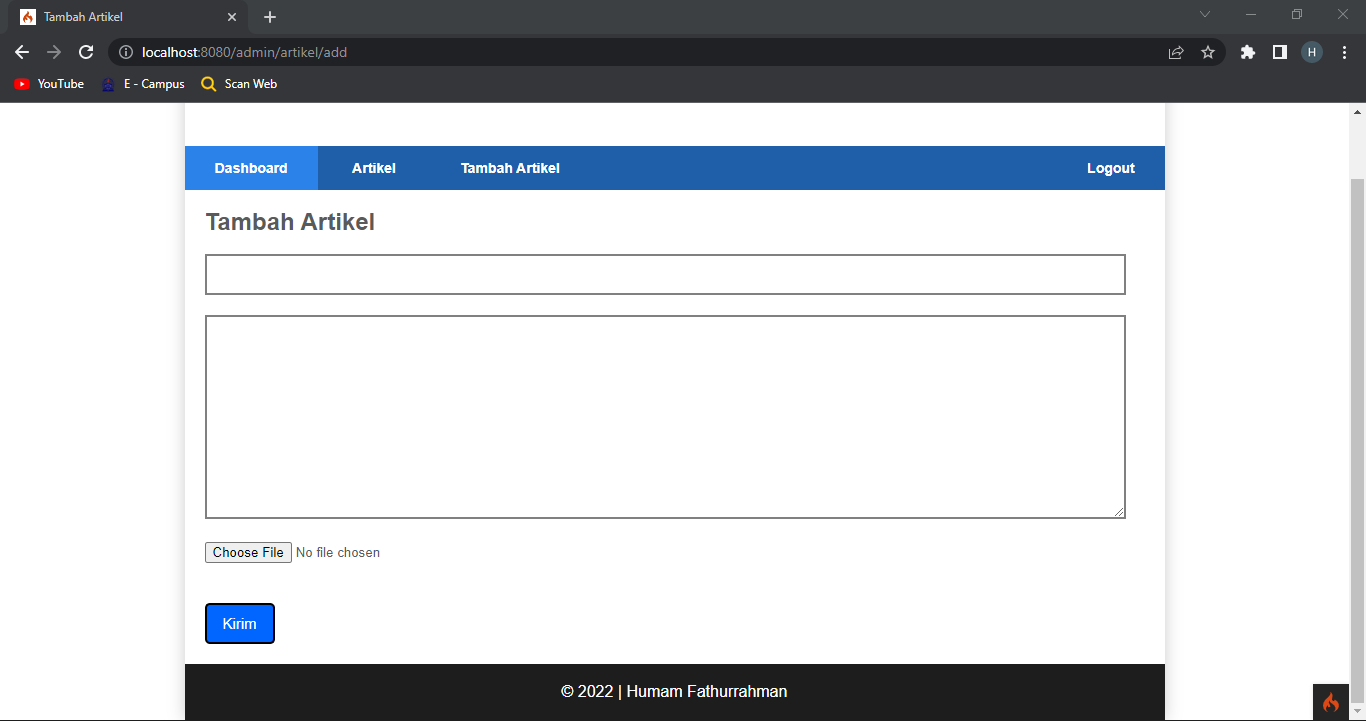 Tambah Artikel
localhost:8080/admin/artikel/add
H
YouTube E - Campus Scan Web
Dashboard Artikel Tambah Artikel Logout
Tambah Artikel
Choose File No file chosen
Kirim
© 2022 | Humam Fathurrahman